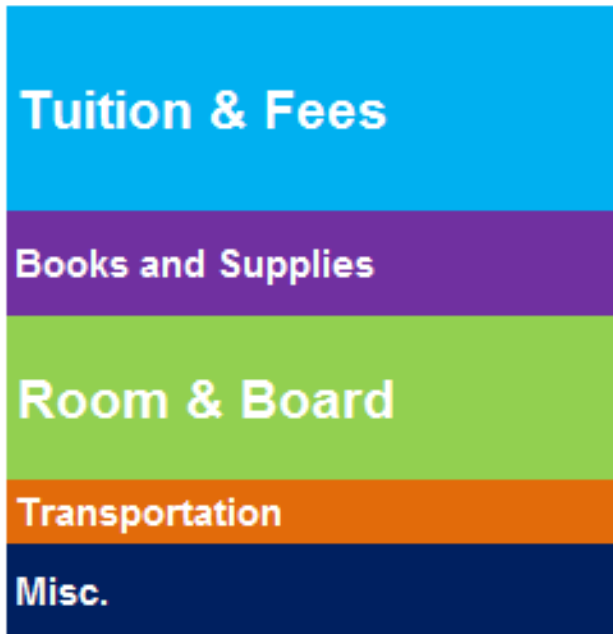 Tuition & Fees
Books and Supplies
Room & Board
Transportation
Misc.